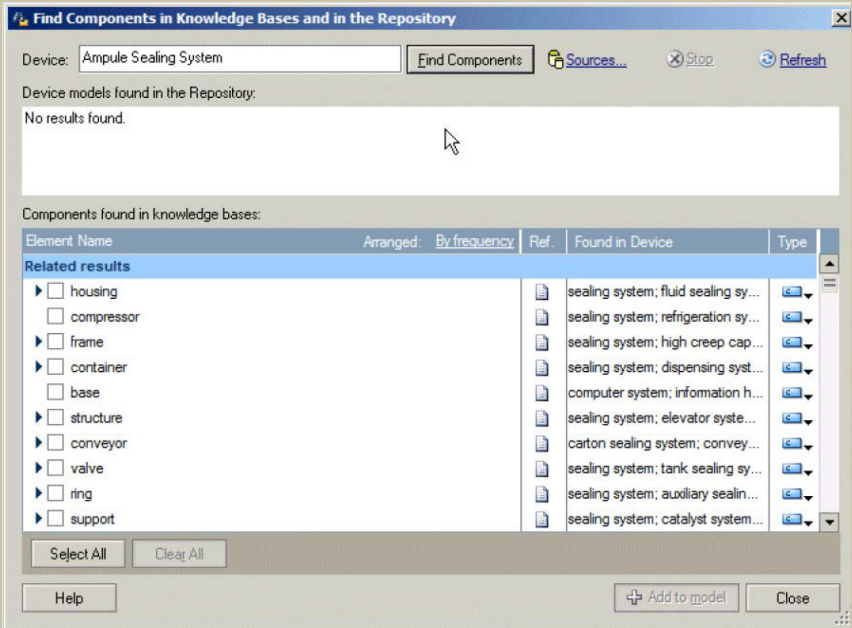 Find Components in Knowledge Bases and in the Repository
Device: Ampule Sealing System Find Components Sources... Stop Refresh
Device models found in the Repository:
No results found.
Components found in knowledge bases:
Element Name Arranged: By frequency Ref. Found in Device Type
Related results
housing sealing system; fluid sealing sy...
compressor sealing system; refrigeration sy...
frame sealing system; high creep cap...
container sealing system; dispensing syst...
base computer system; information h...
structure sealing system; elevator syste...
conveyor carton sealing system; convey...
valve sealing system; tank sealing sy...
ring sealing system; auxiliary sealin...
support sealing system; catalyst system...
Select All Clear All
Help Add to model Close